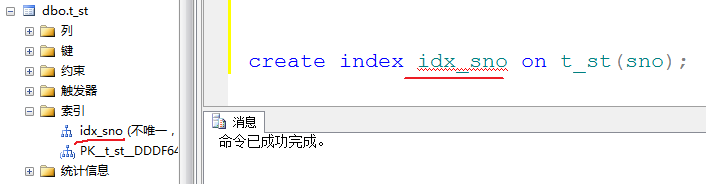 dbo.t_st
列
键
约束
触发器
索引
idx_sno (不唯一，
PK__t_st__DDDF64
统计信息
create index idx_sno on t_st(sno);
消息
命令已成功完成。